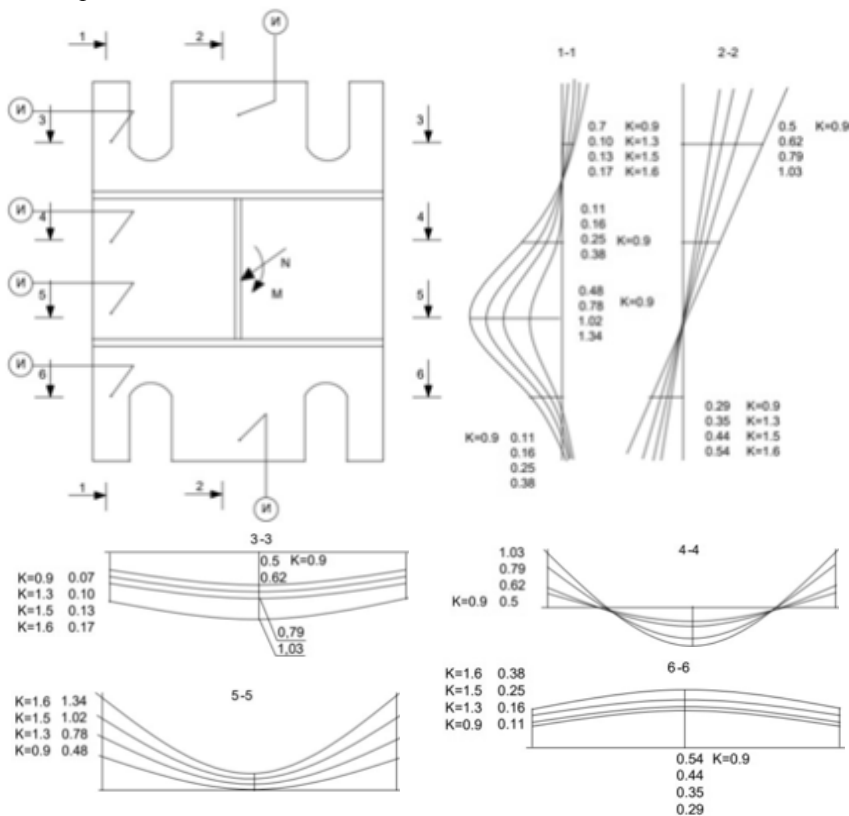 1
2
И
1-1
2-2
И
3
3
0.7 K=0.9
0.10 K=1.3
0.13 K=1.5
0.17 K=1.6
0.5 K=0.9
0.62
0.79
1.03
И
4
4
0.11
0.16
0.25 K=0.9
0.38
N
M
И
5
5
0.48
0.78 K=0.9
1.02
1.34
И
6
6
0.29 K=0.9
0.35 K=1.3
0.44 K=1.5
0.54 K=1.6
K=0.9 0.11
0.16
0.25
0.38
1
2
И
3-3
0.5 K=0.9
0.62
K=0.9 0.07
K=1.3 0.10
K=1.5 0.13
K=1.6 0.17
0,79
1,03
4-4
1.03
0.79
0.62
K=0.9 0.5
5-5
K=1.6 1.34
K=1.5 1.02
K=1.3 0.78
K=0.9 0.48
6-6
K=1.6 0.38
K=1.5 0.25
K=1.3 0.16
K=0.9 0.11
0.54 K=0.9
0.44
0.35
0.29